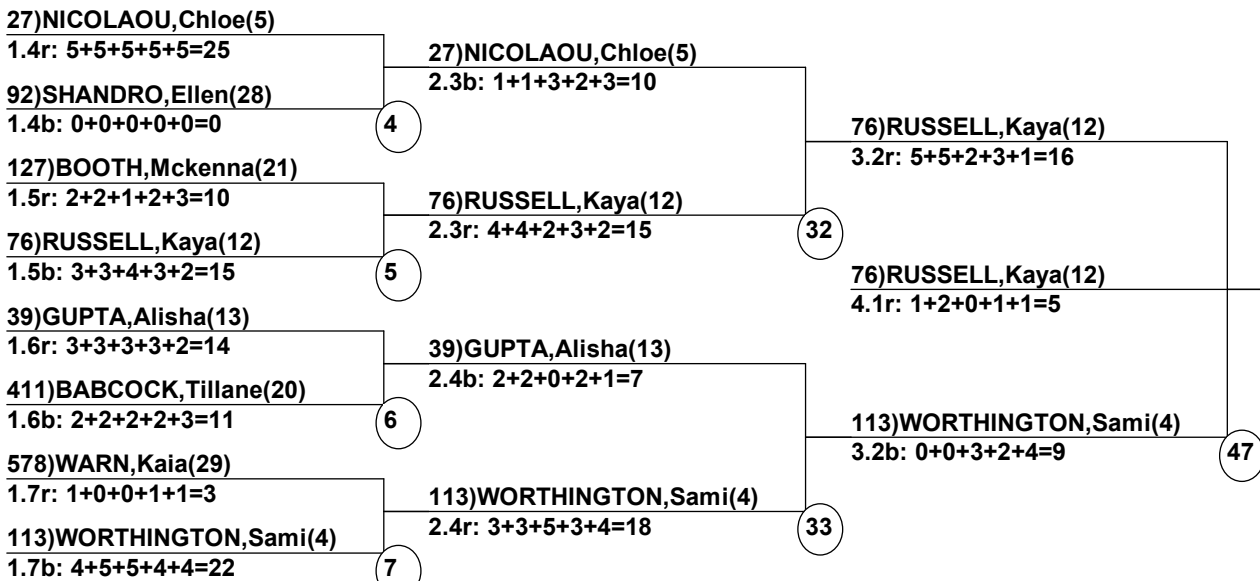 27)NICOLAOU,Chloe(5)
1.4r: 5+5+5+5+5=25
92)SHANDRO,Ellen(28)
1.4b: 0+0+0+0+0=0
4
127)BOOTH,Mckenna(21)
1.5r: 2+2+1+2+3=10
76)RUSSELL,Kaya(12)
1.5b: 3+3+4+3+2=15
5
39)GUPTA,Alisha(13)
1.6r: 3+3+3+3+2=14
411)BABCOCK,Tillane(20)
1.6b: 2+2+2+2+3=11
6
578)WARN,Kaia(29)
1.7r: 1+0+0+1+1=3
113)WORTHINGTON,Sami(4)
1.7b: 4+5+5+4+4=22
7
27)NICOLAOU,Chloe(5)
2.3b: 1+1+3+2+3=10
76)RUSSELL,Kaya(12)
2.3r: 4+4+2+3+2=15
32
39)GUPTA,Alisha(13)
2.4b: 2+2+0+2+1=7
113)WORTHINGTON,Sami(4)
2.4r: 3+3+5+3+4=18
33
76)RUSSELL,Kaya(12)
3.2r: 5+5+2+3+1=16
76)RUSSELL,Kaya(12)
4.1r: 1+2+0+1+1=5
113)WORTHINGTON,Sami(4)
3.2b: 0+0+3+2+4=9
47